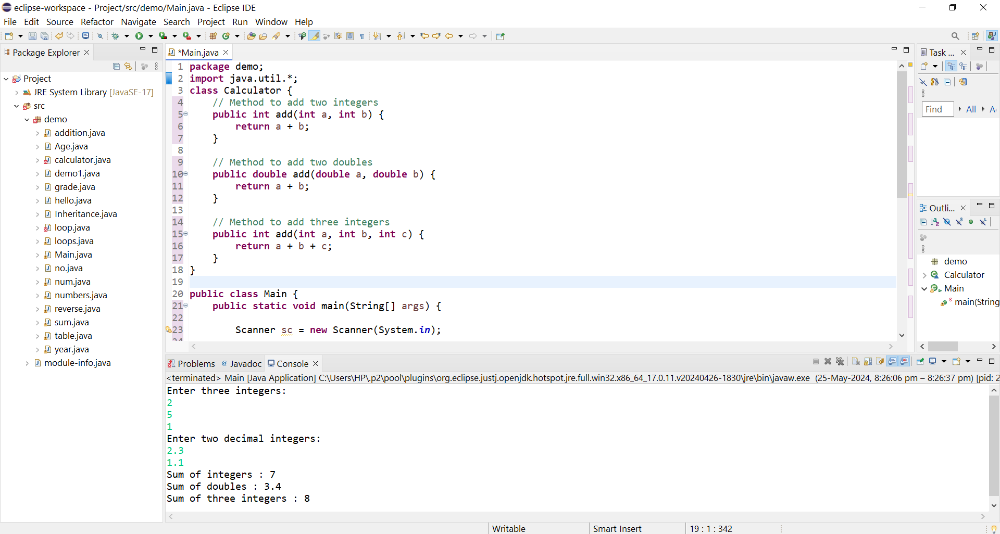 eclipse-workspace - Project/src/demo/Main.java - Eclipse IDE
File Edit Source Refactor Navigate Search Project Run Window Help
Package Explorer
Project
JRE System Library [JavaSE-17]
src
demo
addition.java
Age.java
calculator.java
demo1.java
grade.java
hello.java
Inheritance.java
loop.java
loops.java
Main.java
no.java
num.java
numbers.java
reverse.java
sum.java
table.java
year.java
module-info.java
*Main.java
1 package demo;
2 import java.util.*;
3 class Calculator {
4     // Method to add two integers
5     public int add(int a, int b) {
6         return a + b;
7     }
8
9     // Method to add two doubles
10     public double add(double a, double b) {
11         return a + b;
12     }
13
14     // Method to add three integers
15     public int add(int a, int b, int c) {
16         return a + b + c;
17     }
18 }
19
20 public class Main {
21     public static void main(String[] args) {
22
23         Scanner sc = new Scanner(System.in);
Task ...
Find All
Outli...
demo
Calculator
Main
main(String
Problems Javadoc Console
<terminated> Main [Java Application] C:\Users\HP\.p2\pool\plugins\org.eclipse.justj.openjdk.hotspot.jre.full.win32.x86_64_17.0.11.v20240426-1830\jre\bin\javaw.exe (25-May-2024, 8:26:06 pm – 8:26:37 pm) [pid: 2
Enter three integers:
2
5
1
Enter two decimal integers:
2.3
1.1
Sum of integers : 7
Sum of doubles : 3.4
Sum of three integers : 8
Writable Smart Insert 19 : 1 : 342